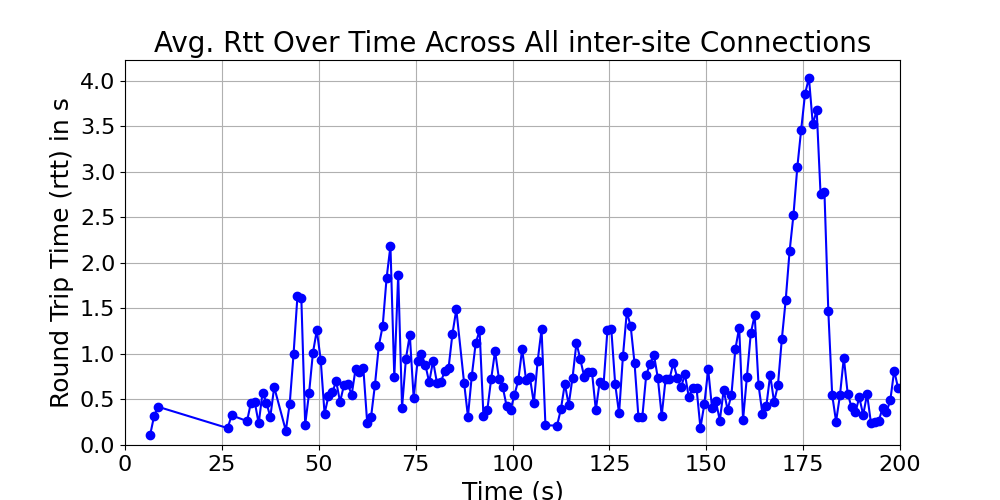 Avg. Rtt Over Time Across All inter-site Connections
Round Trip Time (rtt) in s
4.0
3.5
3.0
2.5
2.0
1.5
1.0
0.5
0.0
0 25 50 75 100 125 150 175 200
Time (s)